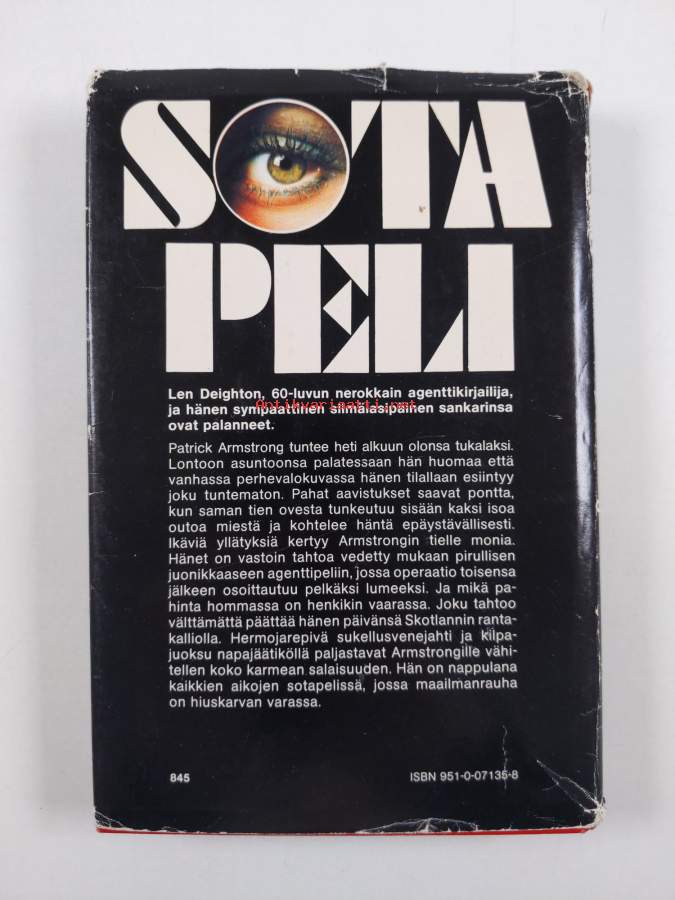 SOTA
PELI
Len Deighton, 60-luvun nerokkain agenttikirjailija,
Antikvariaatti.com
ja hänen sympaattinen silmälasipäinen sankarinsa
ovat palanneet.
Patrick Armstrong tuntee heti alkuun olonsa tukalaksi.
Lontoon asuntoonsa palatessaan hän huomaa että
vanhassa perhevalokuvassa hänen tilallaan esiintyy
joku tuntematon. Pahat aavistukset saavat pontta,
kun saman tien ovesta tunkeutuu sisään kaksi isoa
outoa miestä ja kohtelee häntä epäystävällisesti.
Ikäviä yllätyksiä kertyy Armstrongin tielle monia.
Hänet on vastoin tahtoa vedetty mukaan pirullisen
juonikkaaseen agenttipeliin, jossa operaatio toisensa
jälkeen osoittautuu pelkäksi lumeeksi. Ja mikä pa-
hinta hommassa on henkikin vaarassa. Joku tahtoo
välttämättä päättää hänen päivänsä Skotlannin ranta-
kalliolla. Hermojarepivä sukellusvenejahti ja kilpa-
juoksu napajäätiköllä paljastavat Armstrongille vähi-
tellen koko karmean salaisuuden. Hän on nappulana
kaikkien aikojen sotapelissä, jossa maailmanrauha
on hiuskarvan varassa.
845
ISBN 951-0-07135-8